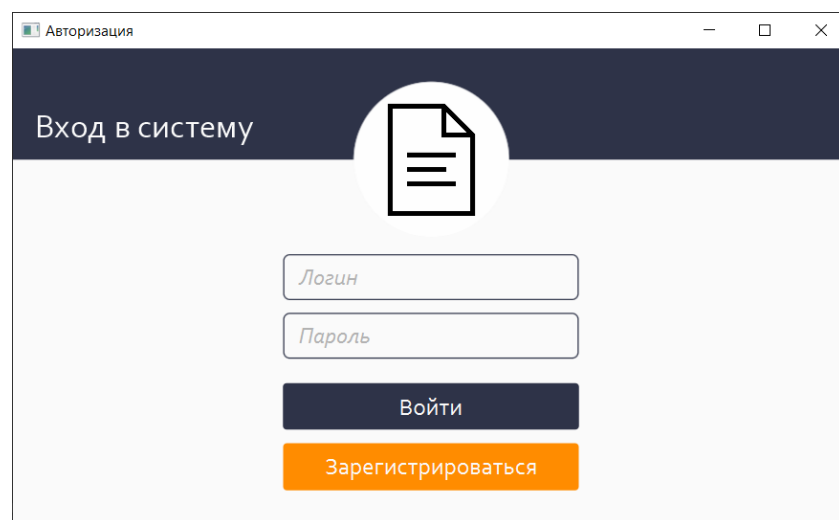 Авторизация
Вход в систему
Логин
Пароль
Войти
Зарегистрироваться